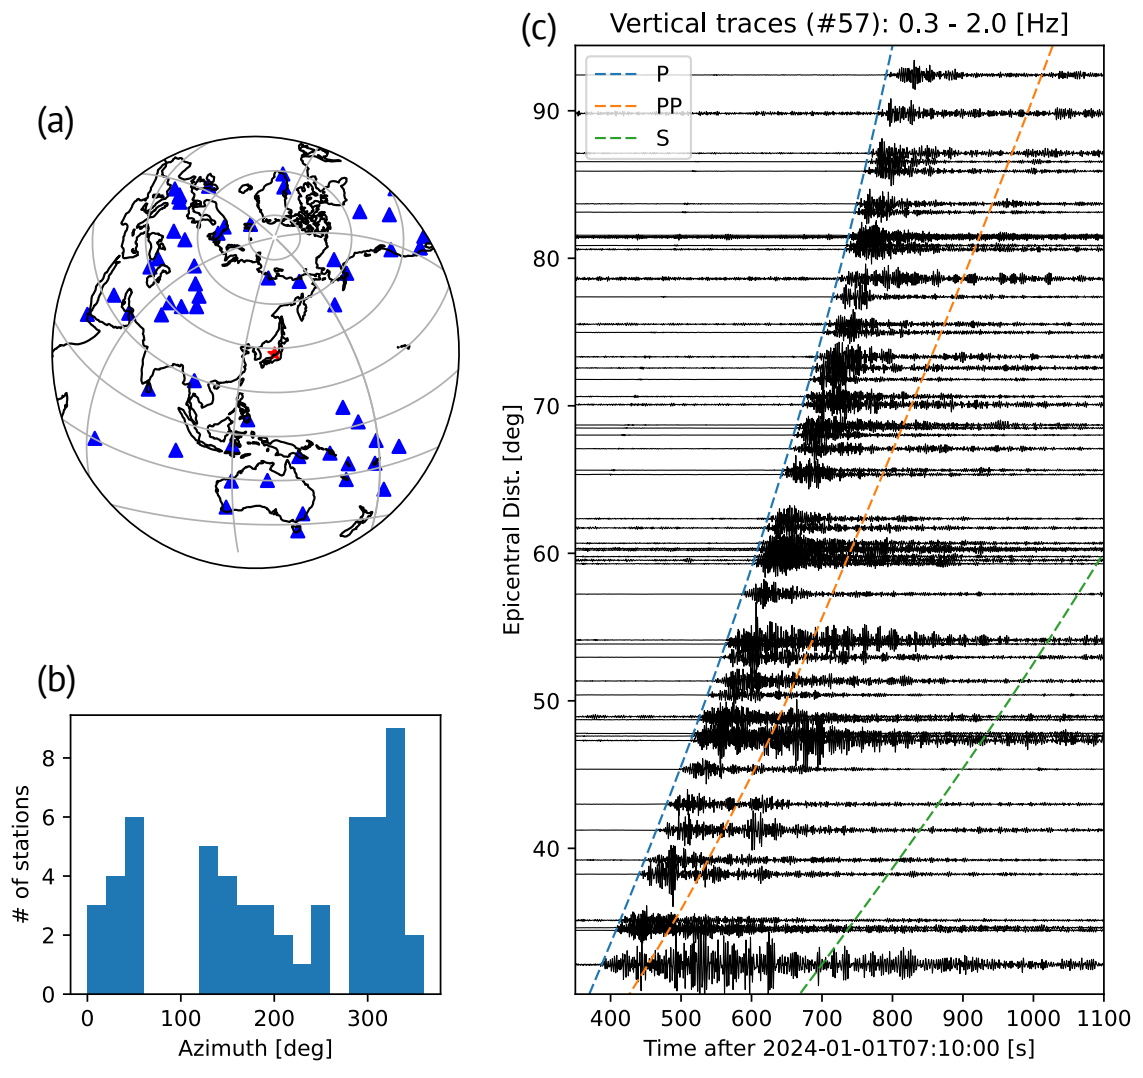 (a)
(b)
8
6
4
2
0
# of stations
0 100 200 300
Azimuth [deg]
(c)
Vertical traces (#57): 0.3 - 2.0 [Hz]
P
PP
S
90
80
70
60
50
40
Epicentral Dist. [deg]
400 500 600 700 800 900 1000 1100
Time after 2024-01-01T07:10:00 [s]